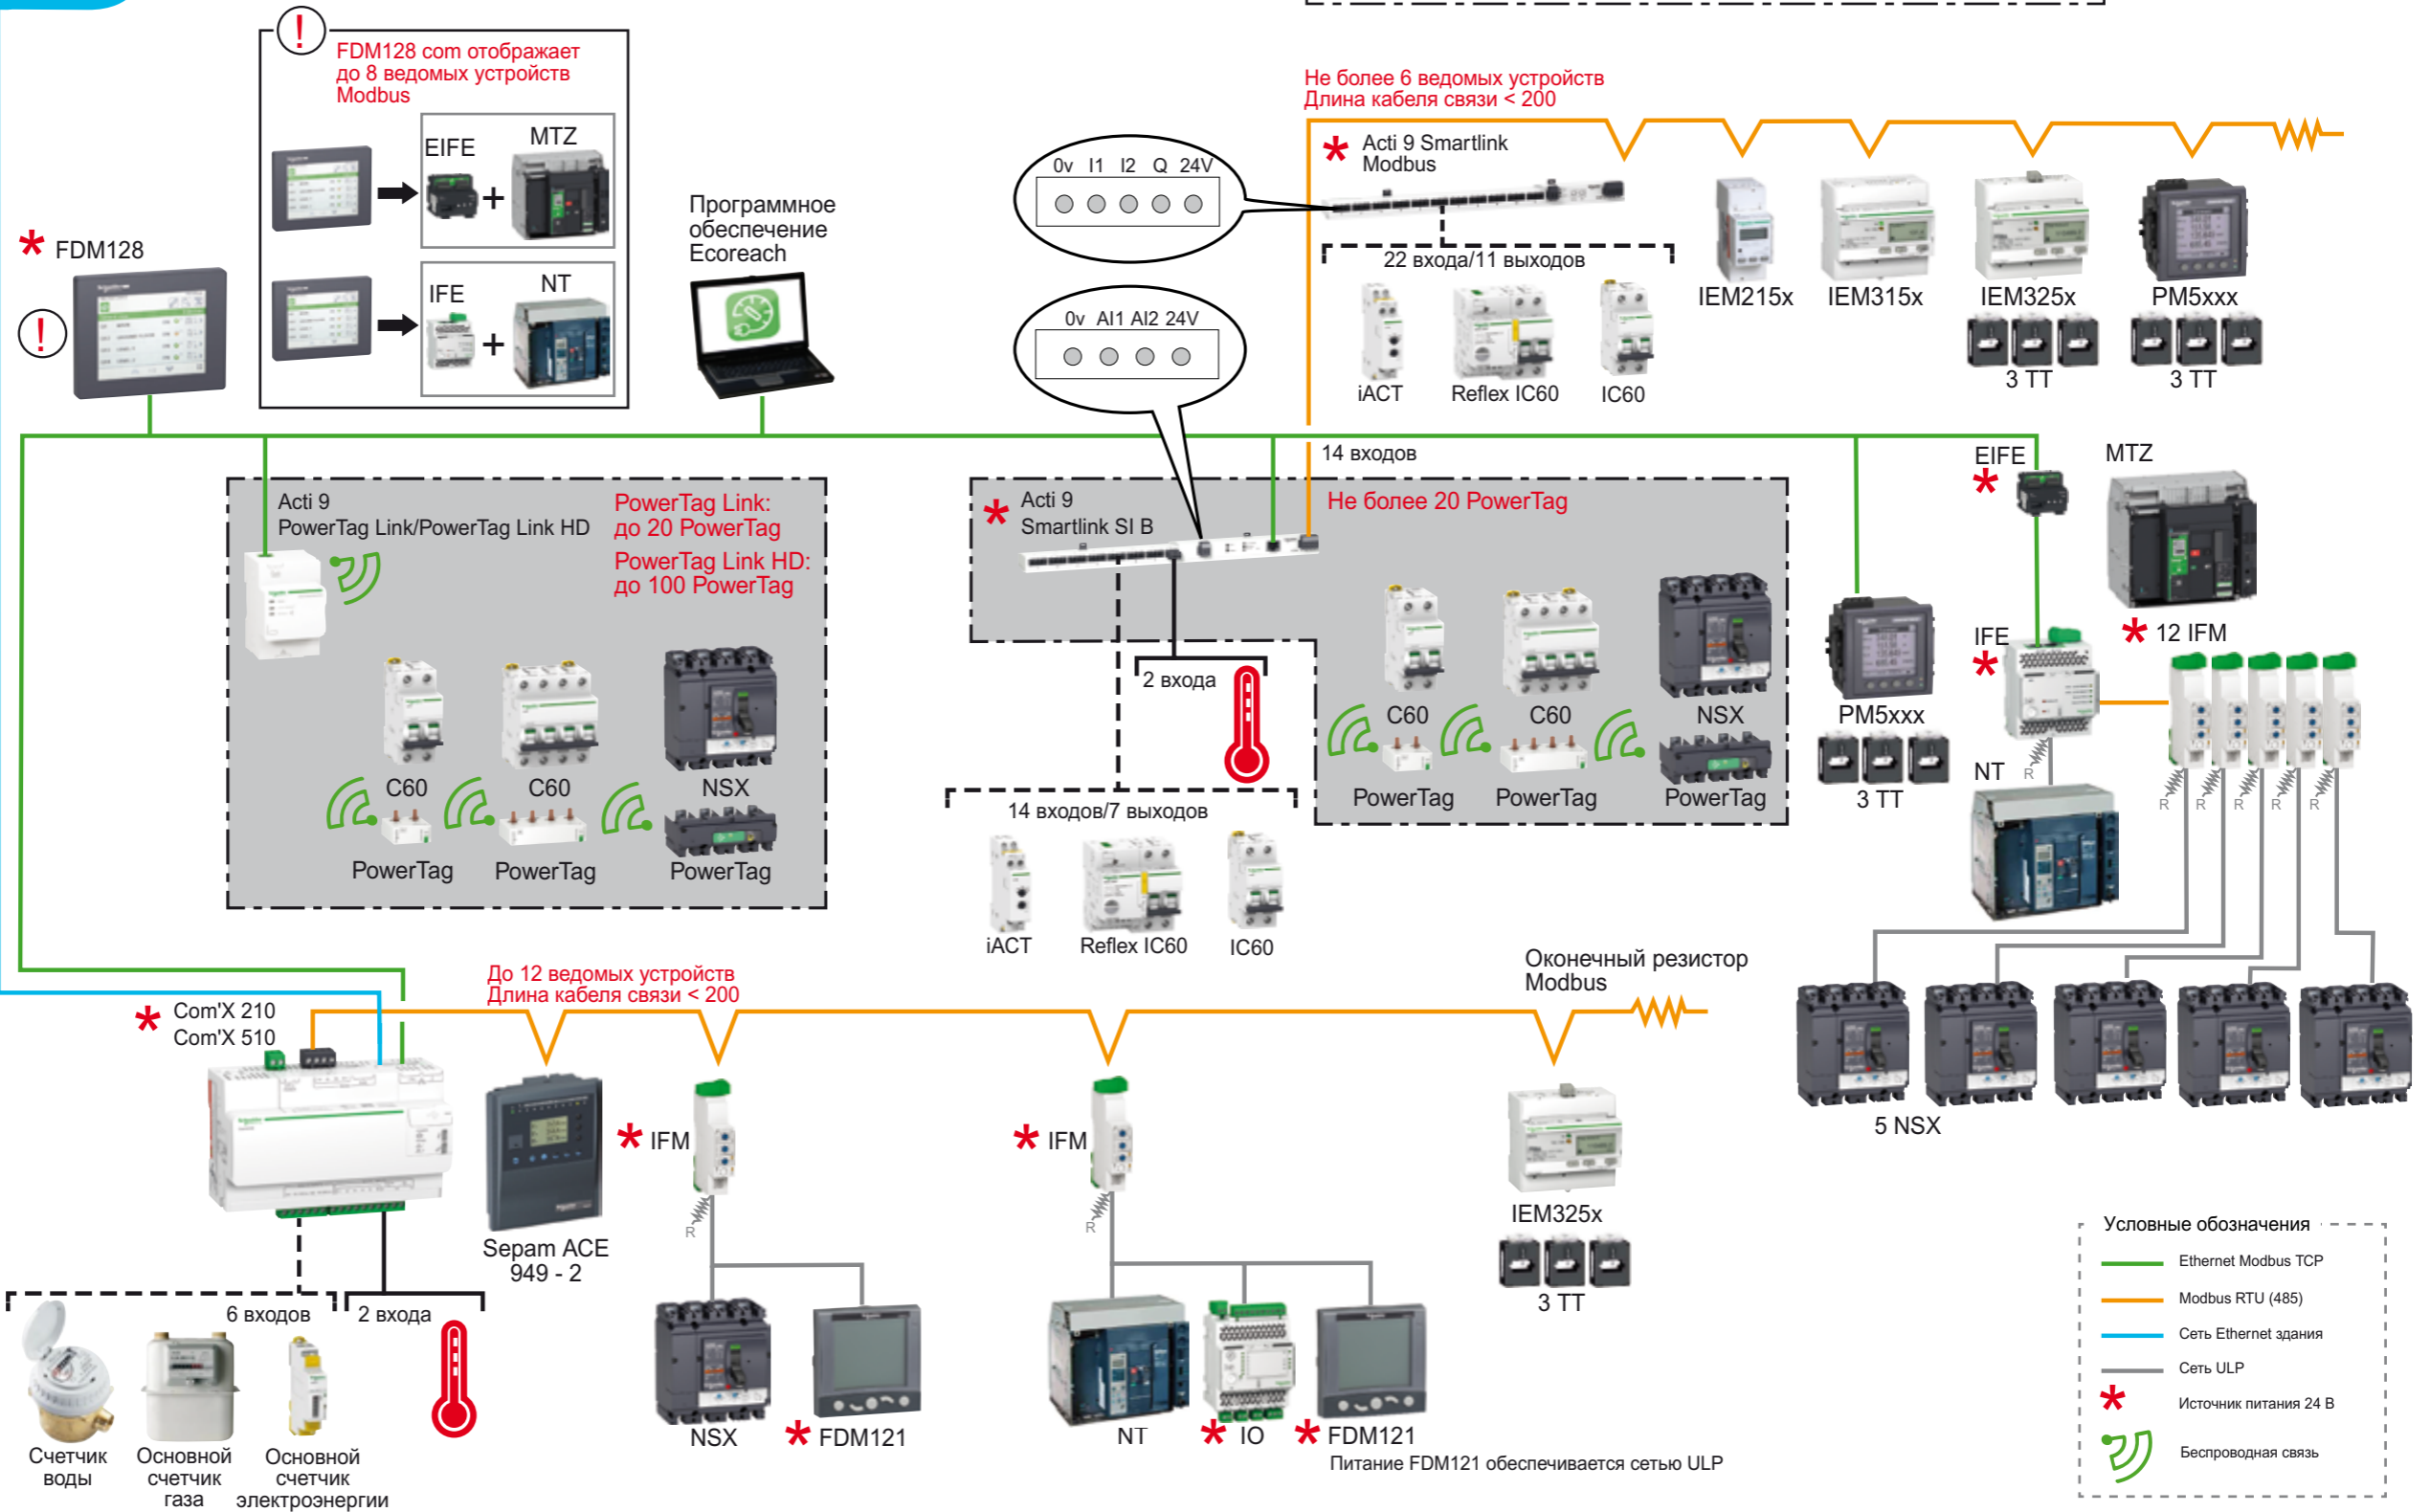 FDM128 com отображает
до 8 ведомых устройств
Modbus
EIFE
MTZ
IFE
NT
FDM128
Программное
обеспечение
Ecoreach
0v I1 I2 Q 24V
0v AI1 AI2 24V
Не более 6 ведомых устройств
Длина кабеля связи < 200
Acti 9 Smartlink
Modbus
22 входа/11 выходов
iACT
Reflex IC60
IC60
IEM215x
IEM315x
IEM325x
3 TT
PM5xxx
3 TT
14 входов
Acti 9
PowerTag Link/PowerTag Link HD
PowerTag Link:
до 20 PowerTag
PowerTag Link HD:
до 100 PowerTag
C60
C60
NSX
PowerTag
PowerTag
PowerTag
Acti 9
Smartlink SI B
Не более 20 PowerTag
2 входа
C60
C60
NSX
PowerTag
PowerTag
PowerTag
14 входов/7 выходов
iACT
Reflex IC60
IC60
PM5xxx
3 TT
EIFE
MTZ
IFE
12 IFM
R
NT
R
R
R
R
R
5 NSX
До 12 ведомых устройств
Длина кабеля связи < 200
Оконечный резистор
Modbus
Com'X 210
Com'X 510
Sepam ACE
949 - 2
IFM
R
NSX
FDM121
IFM
R
NT
IO
FDM121
Питание FDM121 обеспечивается сетью ULP
IEM325x
3 TT
6 входов
2 входа
Счетчик
воды
Основной
счетчик
газа
Основной
счетчик
электроэнергии
Условные обозначения
Ethernet Modbus TCP
Modbus RTU (485)
Сеть Ethernet здания
Сеть ULP
Источник питания 24 В
Беспроводная связь